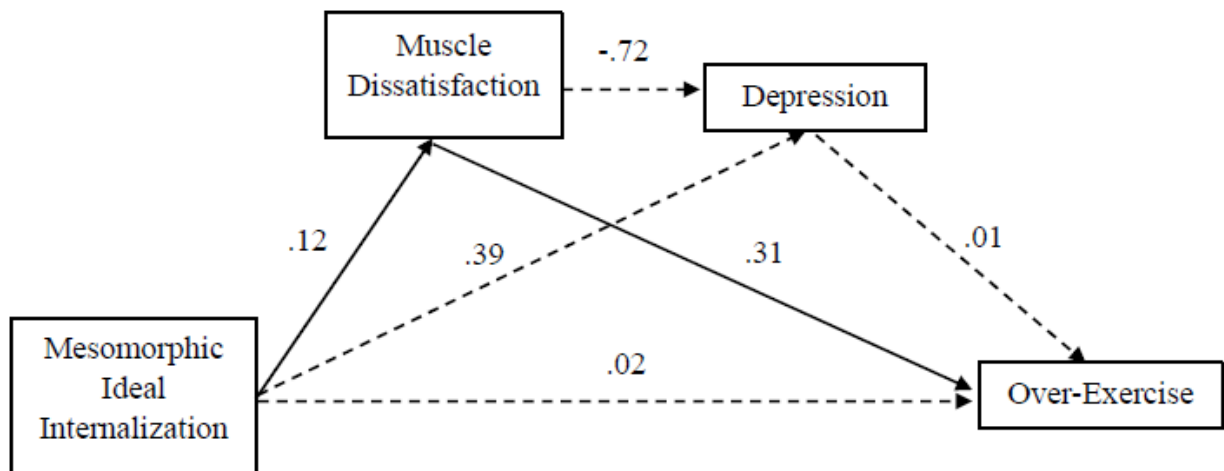 Muscle
Dissatisfaction
-.72
Depression
.12
.39
.31
.01
Mesomorphic
Ideal
Internalization
.02
Over-Exercise